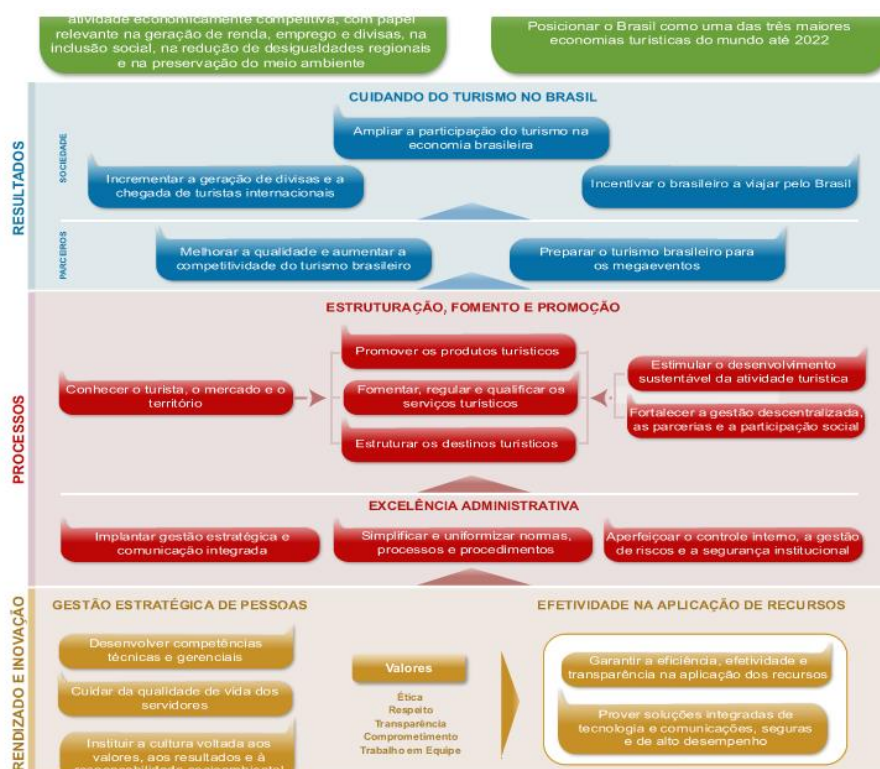 atividade economicamente competitiva, com papel
relevante na geração de renda, emprego e divisas, na
inclusão social, na redução de desigualdades regionais
e na preservação do meio ambiente
Posicionar o Brasil como uma das três maiores
economias turísticas do mundo até 2022
RESULTADOS
SOCIEDADE
CUIDANDO DO TURISMO NO BRASIL
Ampliar a participação do turismo na
economia brasileira
Incrementar a geração de divisas e a
chegada de turistas internacionais
Incentivar o brasileiro a viajar pelo Brasil
PARCEIROS
Melhorar a qualidade e aumentar a
competitividade do turismo brasileiro
Preparar o turismo brasileiro para
os megaeventos
PROCESSOS
ESTRUTURAÇÃO, FOMENTO E PROMOÇÃO
Conhecer o turista, o mercado e o
território
Promover os produtos turísticos
Fomentar, regular e qualificar os
serviços turísticos
Estruturar os destinos turísticos
Estimular o desenvolvimento
sustentável da atividade turística
Fortalecer a gestão descentralizada,
as parcerias e a participação social
EXCELÊNCIA ADMINISTRATIVA
Implantar gestão estratégica e
comunicação integrada
Simplificar e uniformizar normas,
processos e procedimentos
Aperfeiçoar o controle interno, a gestão
de riscos e a segurança institucional
RENDIZADO E INOVAÇÃO
GESTÃO ESTRATÉGICA DE PESSOAS
Desenvolver competências
técnicas e gerenciais
Cuidar da qualidade de vida dos
servidores
Instituir a cultura voltada aos
valores, aos resultados e à
responsabilidade socioambiental
Valores
Ética
Respeito
Transparência
Comprometimento
Trabalho em Equipe
EFETIVIDADE NA APLICAÇÃO DE RECURSOS
Garantir a eficiência, efetividade e
transparência na aplicação dos recursos
Prover soluções integradas de
tecnologia e comunicações, seguras
e de alto desempenho